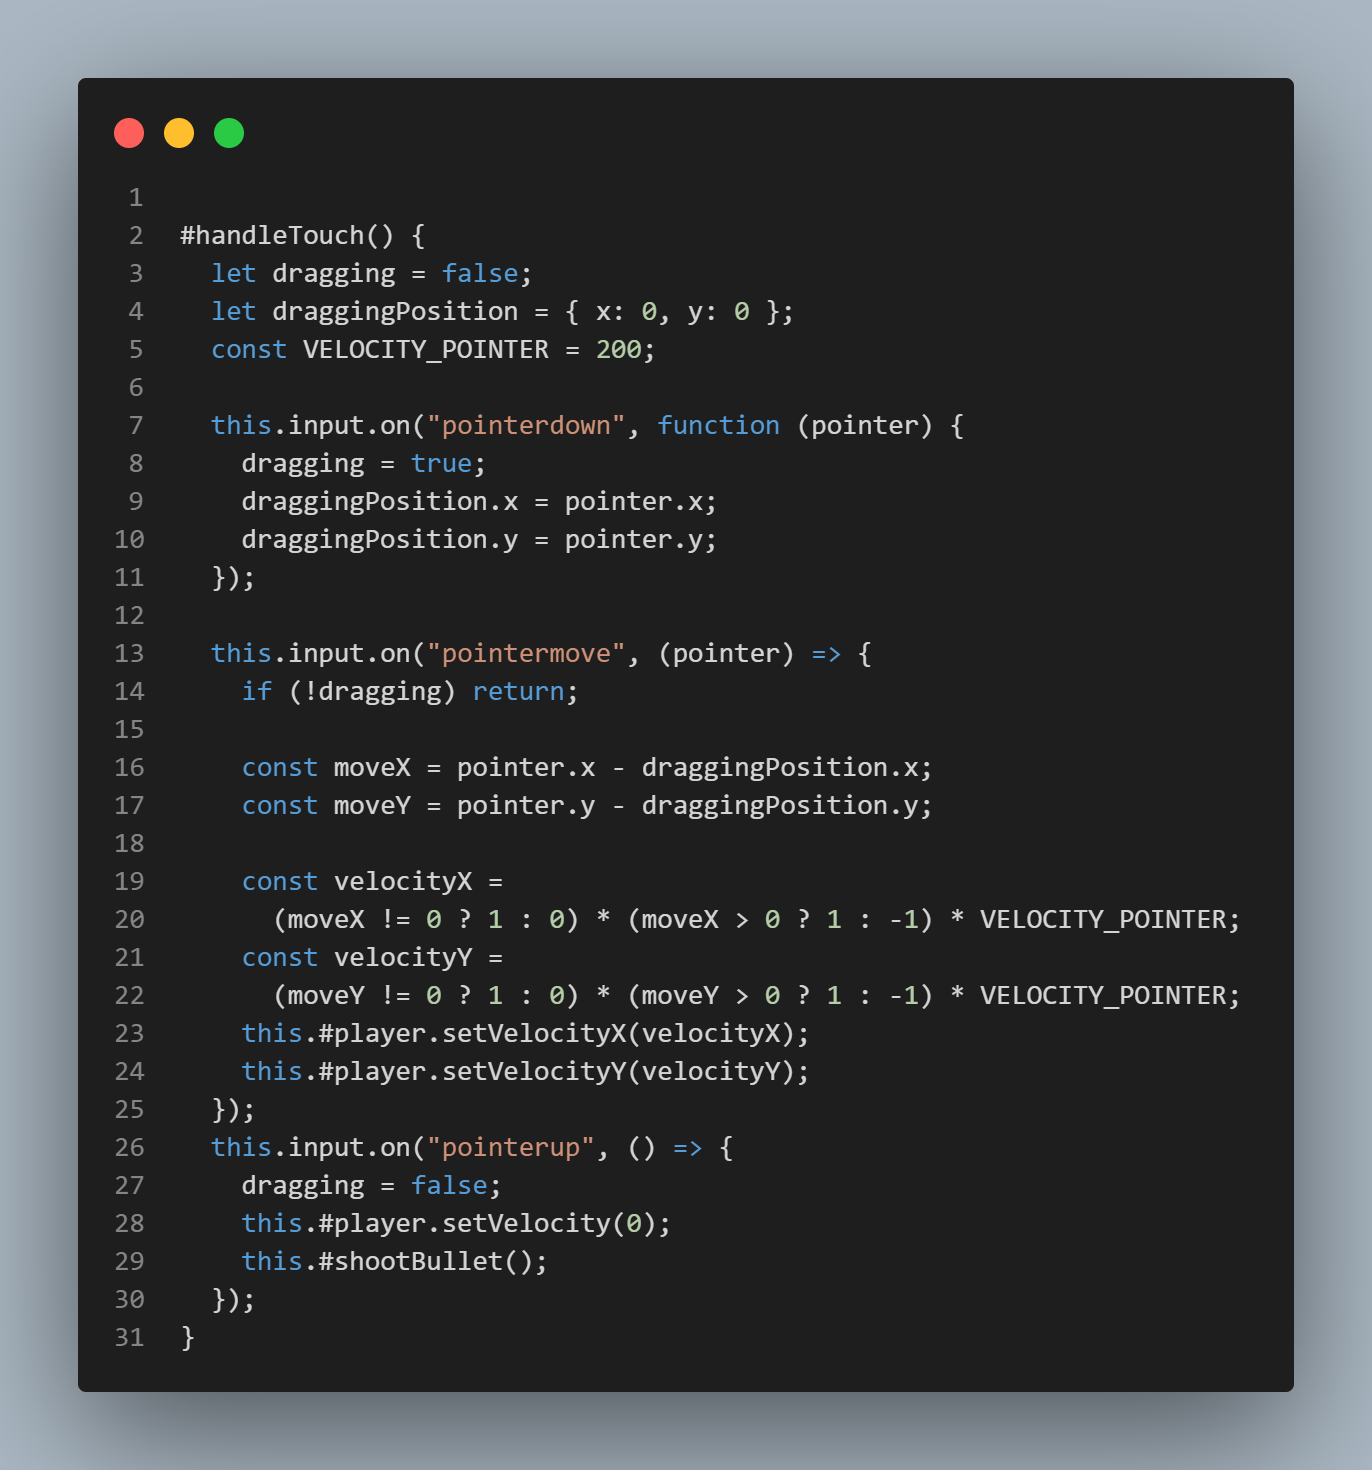 1
2 #handleTouch() {
3   let dragging = false;
4   let draggingPosition = { x: 0, y: 0 };
5   const VELOCITY_POINTER = 200;
6
7   this.input.on("pointerdown", function (pointer) {
8     dragging = true;
9     draggingPosition.x = pointer.x;
10     draggingPosition.y = pointer.y;
11   });
12
13   this.input.on("pointermove", (pointer) => {
14     if (!dragging) return;
15
16     const moveX = pointer.x - draggingPosition.x;
17     const moveY = pointer.y - draggingPosition.y;
18
19     const velocityX =
20       (moveX != 0 ? 1 : 0) * (moveX > 0 ? 1 : -1) * VELOCITY_POINTER;
21     const velocityY =
22       (moveY != 0 ? 1 : 0) * (moveY > 0 ? 1 : -1) * VELOCITY_POINTER;
23     this.#player.setVelocityX(velocityX);
24     this.#player.setVelocityY(velocityY);
25   });
26   this.input.on("pointerup", () => {
27     dragging = false;
28     this.#player.setVelocity(0);
29     this.#shootBullet();
30   });
31 }